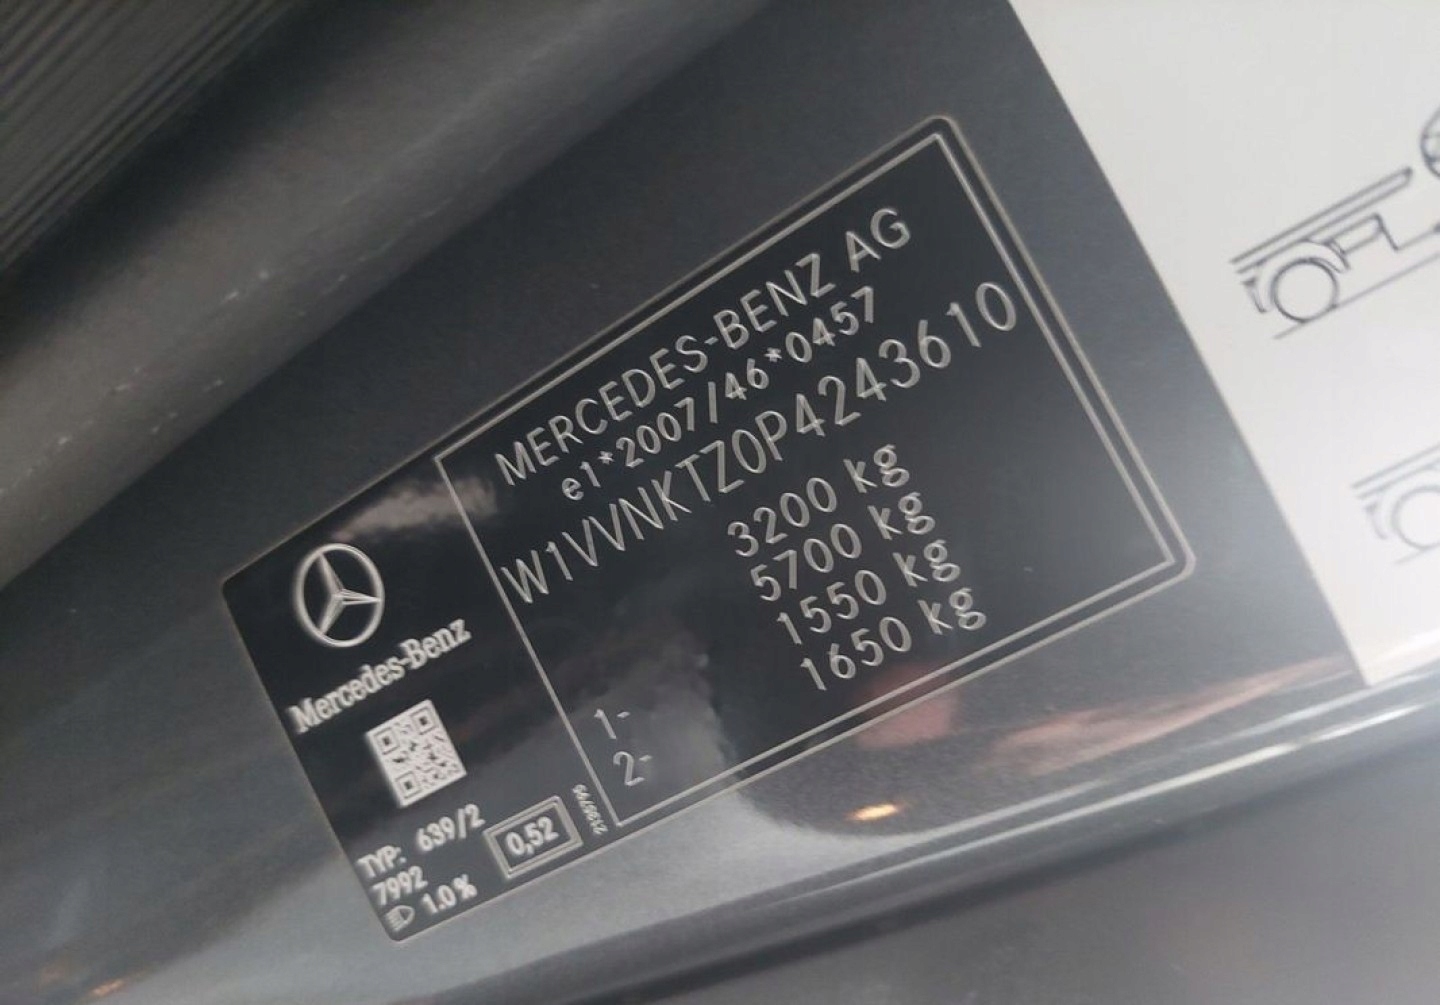 MERCEDES-BENZ AG
e1*2007/46*0457
W1VVNKTZ0P4243610
3200 kg
5700 kg
1550 kg
1650 kg
1-
2-
Mercedes-Benz
TYP: 639/2
7992
1.0%
0,52